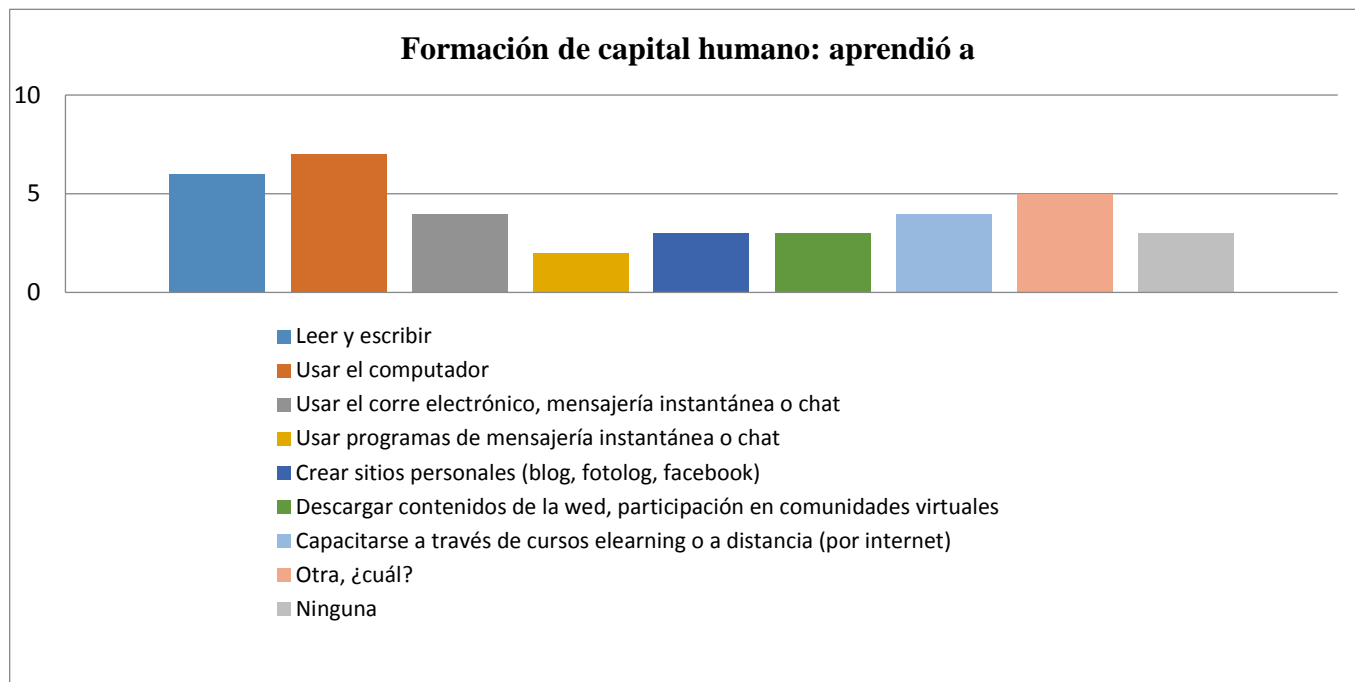 Formación de capital humano: aprendió a
10
5
0
Leer y escribir
Usar el computador
Usar el corre electrónico, mensajería instantánea o chat
Usar programas de mensajería instantánea o chat
Crear sitios personales (blog, fotolog, facebook)
Descargar contenidos de la wed, participación en comunidades virtuales
Capacitarse a través de cursos elearning o a distancia (por internet)
Otra, ¿cuál?
Ninguna